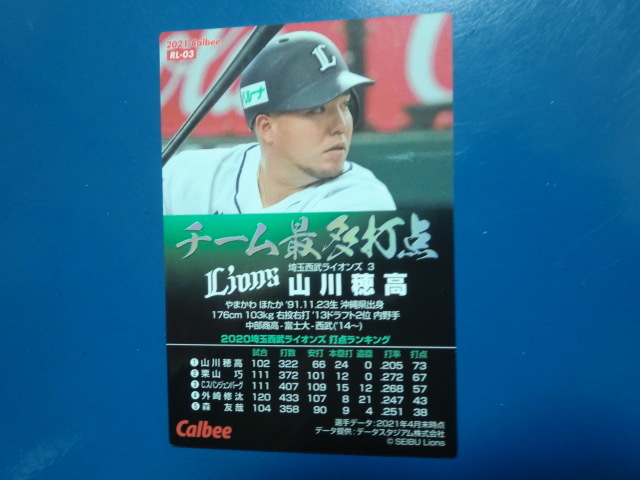 2021 Calbee
RL-03
L
ベルーナ
チーム最多打点
Lions
埼玉西武ライオンズ 3
山川穂高
やまかわ ほたか '91.11.23生 沖縄県出身
176cm 103kg 右投右打 '13ドラフト2位 内野手
中部商高-富士大-西武('14〜)
2020埼玉西武ライオンズ 打点ランキング
試合 打数 安打 本塁打 盗塁 打率 打点
①山川穂高 102 322 66 24 0 .205 73
②栗山 巧 111 372 101 12 0 .272 67
③C.スパンジェンバーグ 111 407 109 15 12 .268 57
④外崎修汰 120 433 107 8 21 .247 43
⑤森 友哉 104 358 90 9 4 .251 38
選手データ:2021年4月末時点
データ提供:データスタジアム株式会社
Calbee
© SEIBU Lions